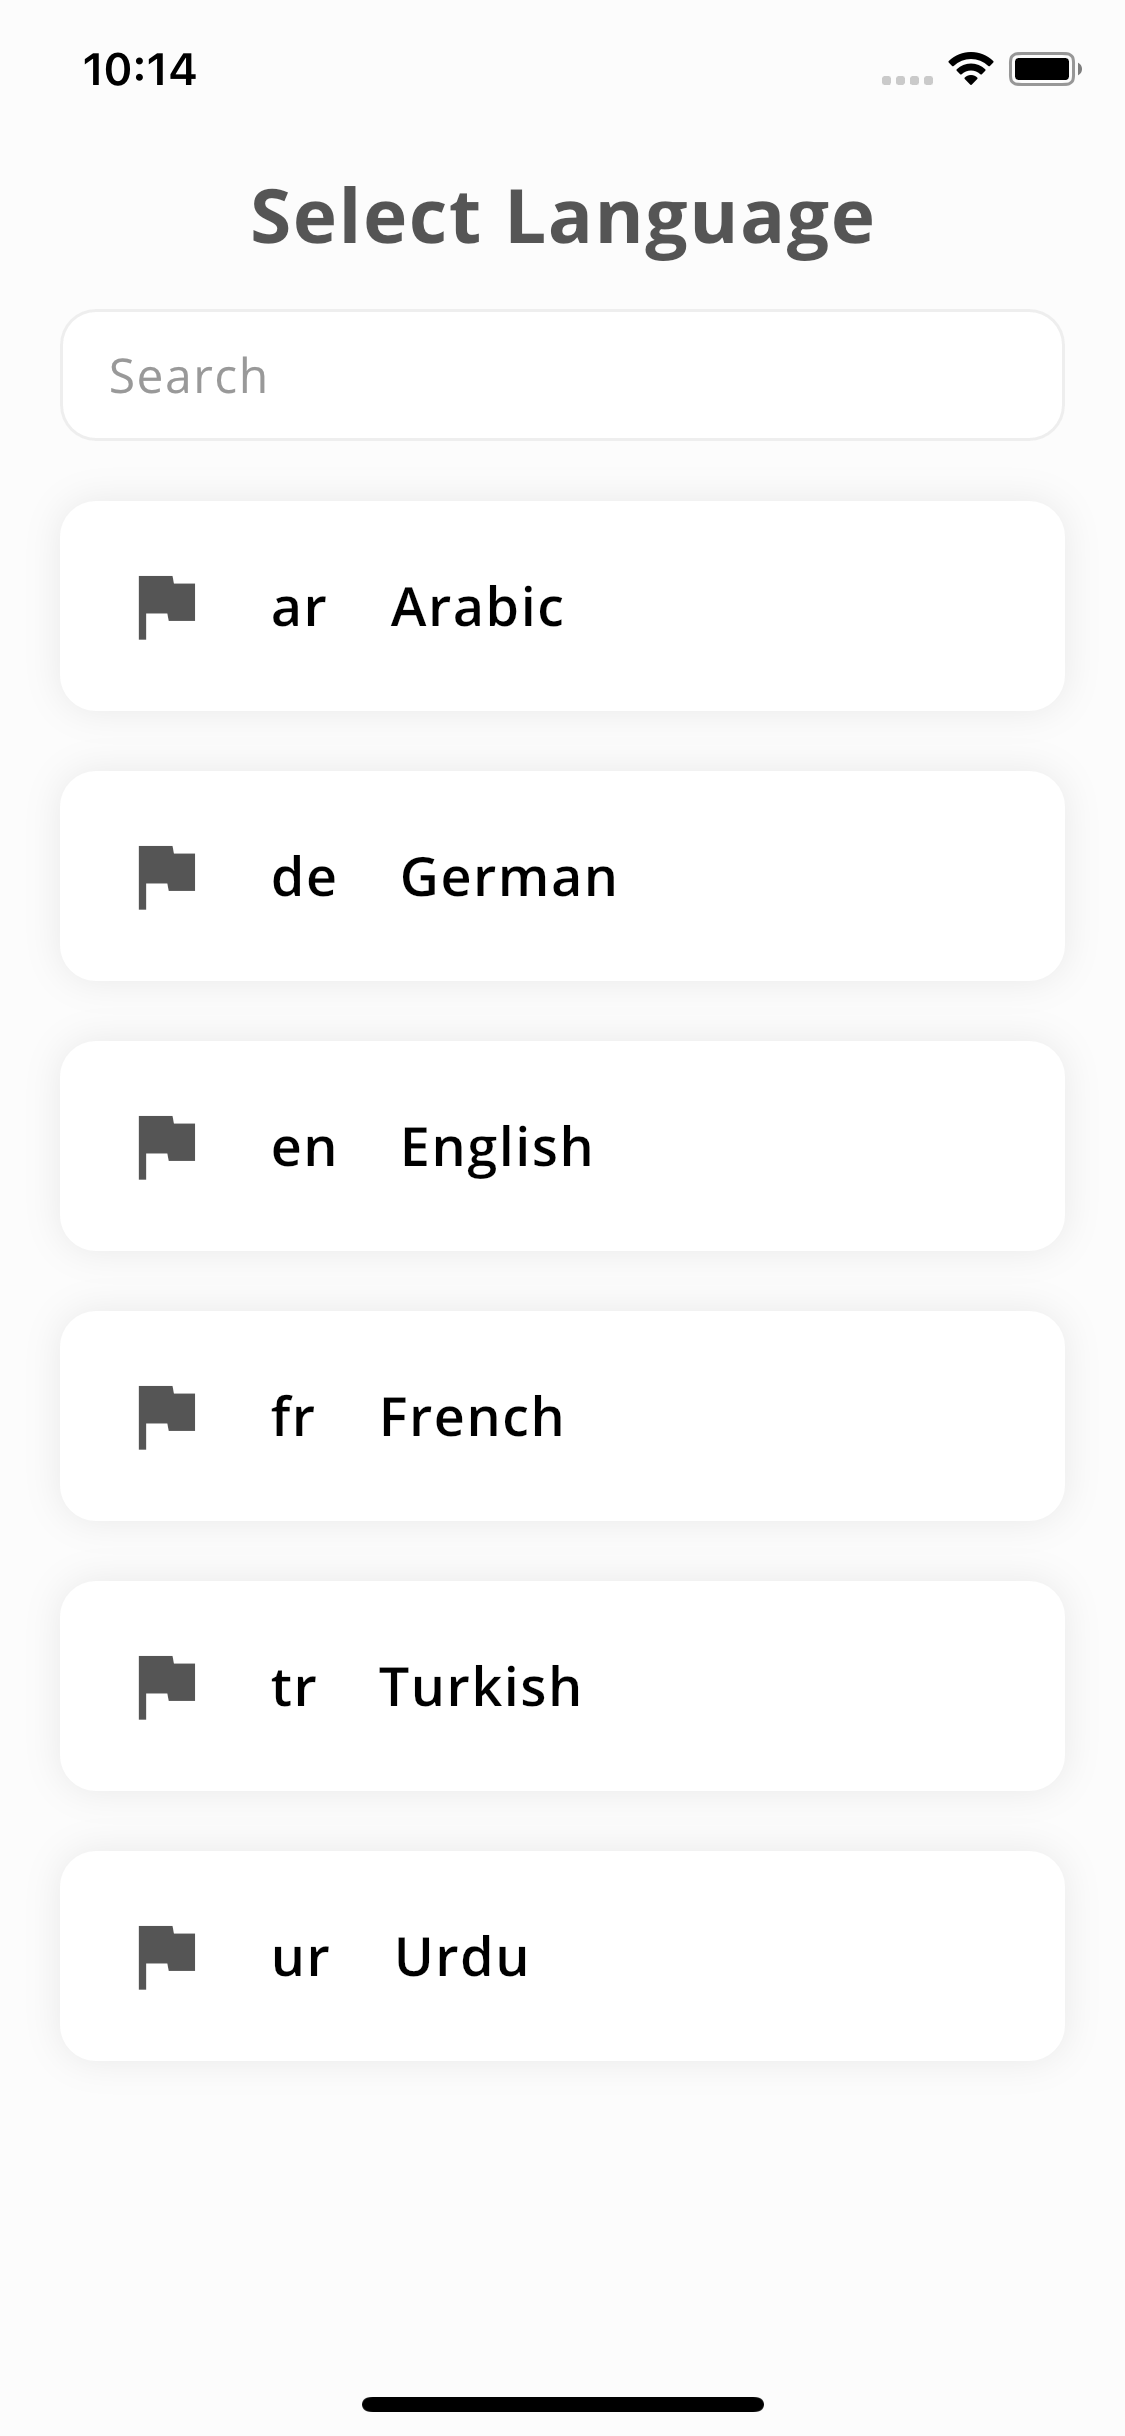 10:14
Select Language
Search
ar Arabic
de German
en English
fr French
tr Turkish
ur Urdu